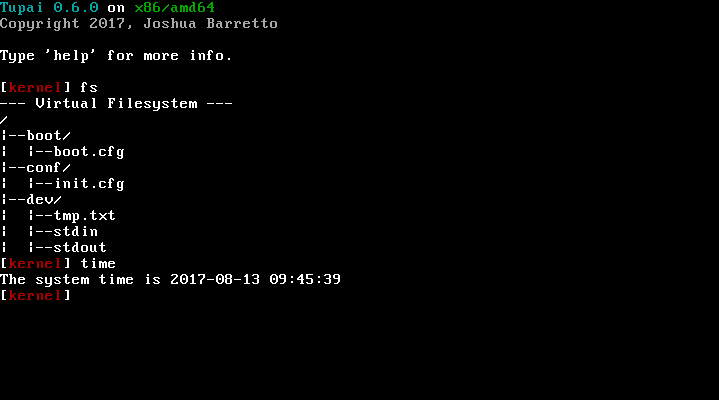 Tupai 0.6.0 on x86/amd64
Copyright 2017, Joshua Barretto
Type 'help' for more info.
[kernel] fs
--- Virtual Filesystem ---
/
¦--boot/
¦  ¦--boot.cfg
¦--conf/
¦  ¦--init.cfg
¦--dev/
¦  ¦--tmp.txt
¦  ¦--stdin
¦  ¦--stdout
[kernel] time
The system time is 2017-08-13 09:45:39
[kernel]